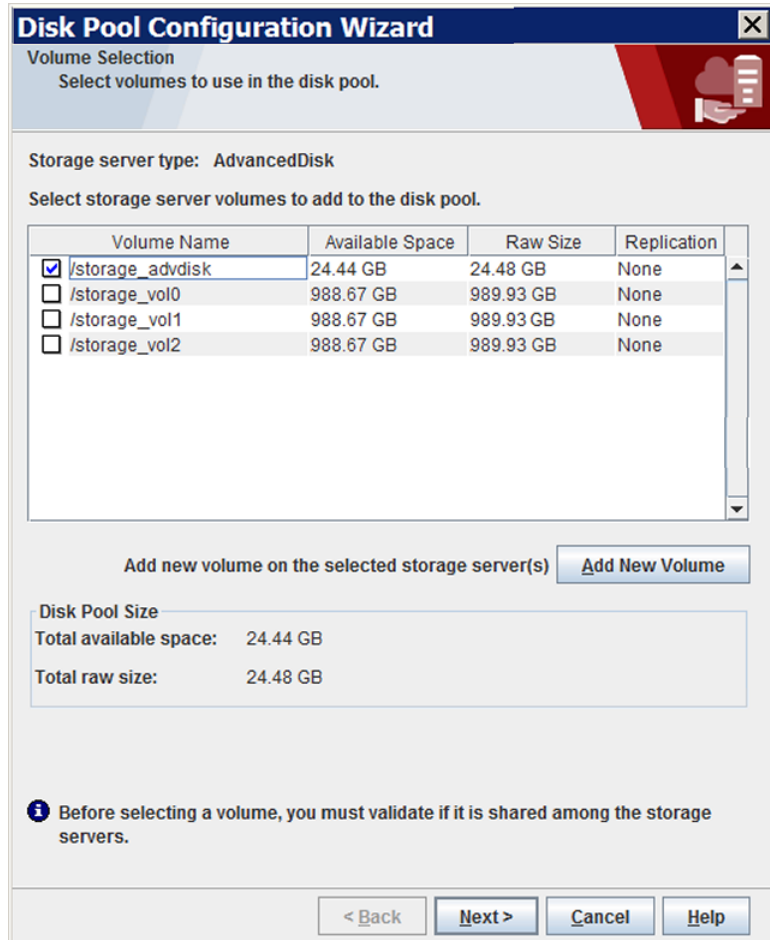 Disk Pool Configuration Wizard
Volume Selection
Select volumes to use in the disk pool.
Storage server type: AdvancedDisk
Select storage server volumes to add to the disk pool.
Volume Name Available Space Raw Size Replication
/storage_advdisk 24.44 GB 24.48 GB None
/storage_vol0 988.67 GB 989.93 GB None
/storage_vol1 988.67 GB 989.93 GB None
/storage_vol2 988.67 GB 989.93 GB None
Add new volume on the selected storage server(s) Add New Volume
Disk Pool Size
Total available space: 24.44 GB
Total raw size: 24.48 GB
Before selecting a volume, you must validate if it is shared among the storage
servers.
< Back Next > Cancel Help